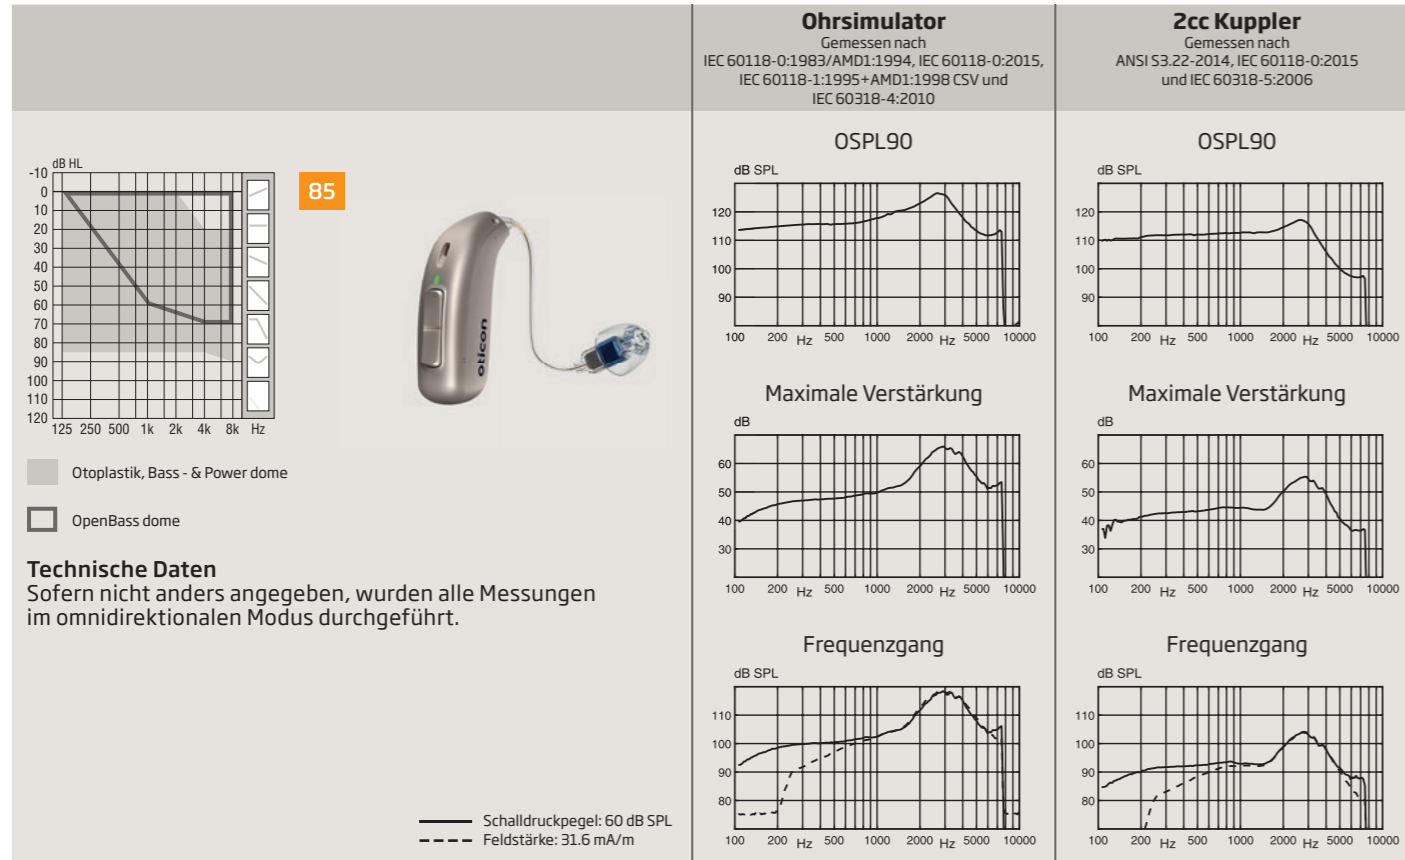 Ohrsimulator
Gemessen nach
IEC 60118-0:1983/AMD1:1994, IEC 60118-0:2015,
IEC 60118-1:1995+AMD1:1998 CSV und
IEC 60318-4:2010
2cc Kuppler
Gemessen nach
ANSI S3.22-2014, IEC 60118-0:2015
und IEC 60318-5:2006
dB HL
-10
0
10
20
30
40
50
60
70
80
90
100
110
120
125 250 500 1k 2k 4k 8k Hz
85
oticon
Otoplastik, Bass - & Power dome
OpenBass dome
Technische Daten
Sofern nicht anders angegeben, wurden alle Messungen
im omnidirektionalen Modus durchgeführt.
Schalldruckpegel: 60 dB SPL
Feldstärke: 31.6 mA/m
OSPL90
dB SPL
120
110
100
90
100 200 Hz 500 1000 2000 Hz 5000 10000
Maximale Verstärkung
dB
60
50
40
30
100 200 Hz 500 1000 2000 Hz 5000 10000
Frequenzgang
dB SPL
110
100
90
80
100 200 Hz 500 1000 2000 Hz 5000 10000
OSPL90
dB SPL
120
110
100
90
100 200 Hz 500 1000 2000 Hz 5000 10000
Maximale Verstärkung
dB
60
50
40
30
100 200 Hz 500 1000 2000 Hz 5000 10000
Frequenzgang
dB SPL
110
100
90
80
100 200 Hz 500 1000 2000 Hz 5000 10000